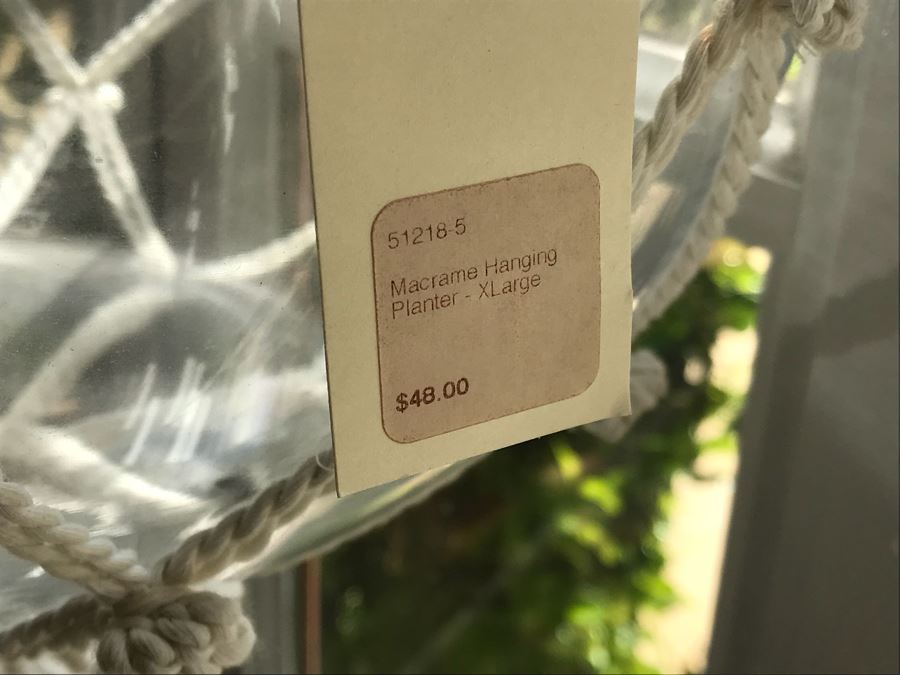 51218-5
Macrame Hanging
Planter - XLarge
$48.00